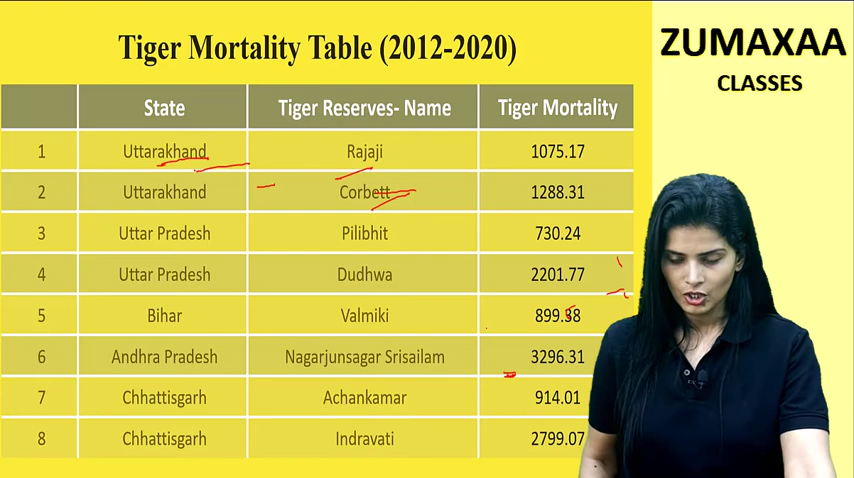 Tiger Mortality Table (2012-2020)
ZUMAXAA
CLASSES
State Tiger Reserves- Name Tiger Mortality
1 Uttarakhand Rajaji 1075.17
2 Uttarakhand Corbett 1288.31
3 Uttar Pradesh Pilibhit 730.24
4 Uttar Pradesh Dudhwa 2201.77
5 Bihar Valmiki 899.38
6 Andhra Pradesh Nagarjunsagar Srisailam 3296.31
7 Chhattisgarh Achankamar 914.01
8 Chhattisgarh Indravati 2799.07